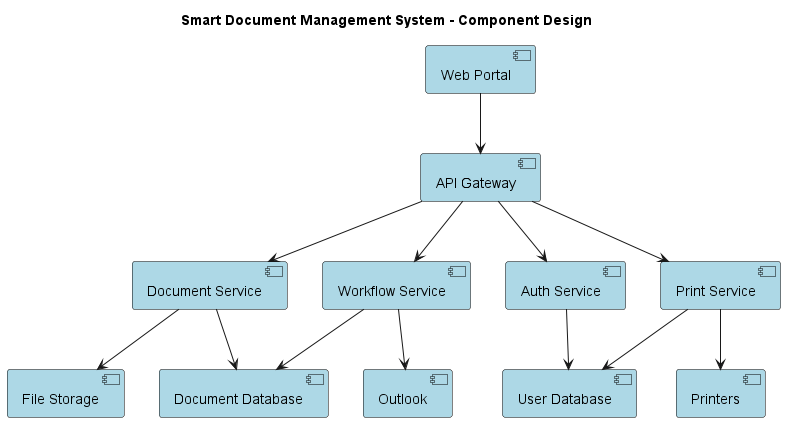 Smart Document Management System - Component Design
Web Portal
API Gateway
Document Service
Workflow Service
Auth Service
Print Service
File Storage
Document Database
Outlook
User Database
Printers